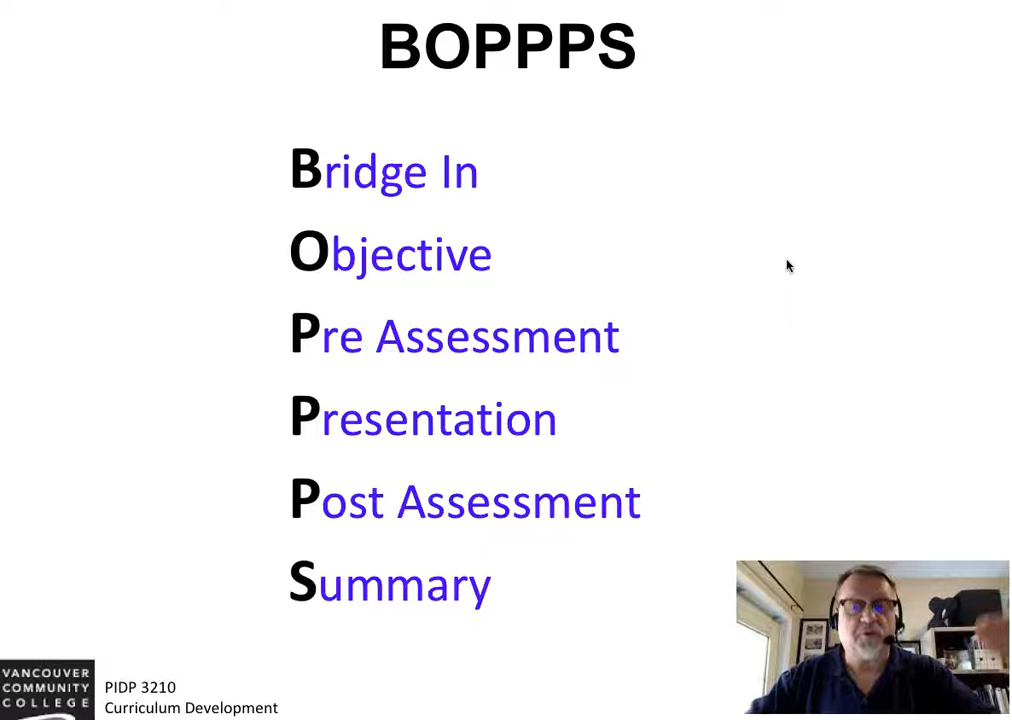 BOPPPS
Bridge In
Objective
Pre Assessment
Presentation
Post Assessment
Summary
VANCOUVER
COMMUNITY
COLLEGE
PIDP 3210
Curriculum Development